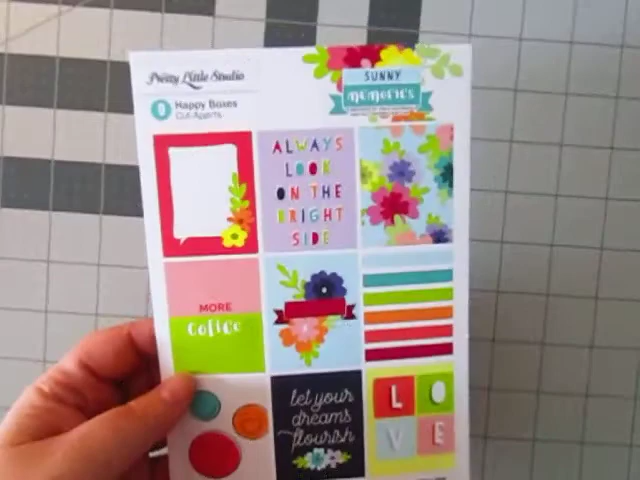 Pretty Little Studio
SUNNY
memories
9 Happy Boxes
Cut-Aparts
ALWAYS
LOOK
ON THE
BRIGHT
SIDE
MORE
Coffee
let your
dreams
flourish
L O
V E